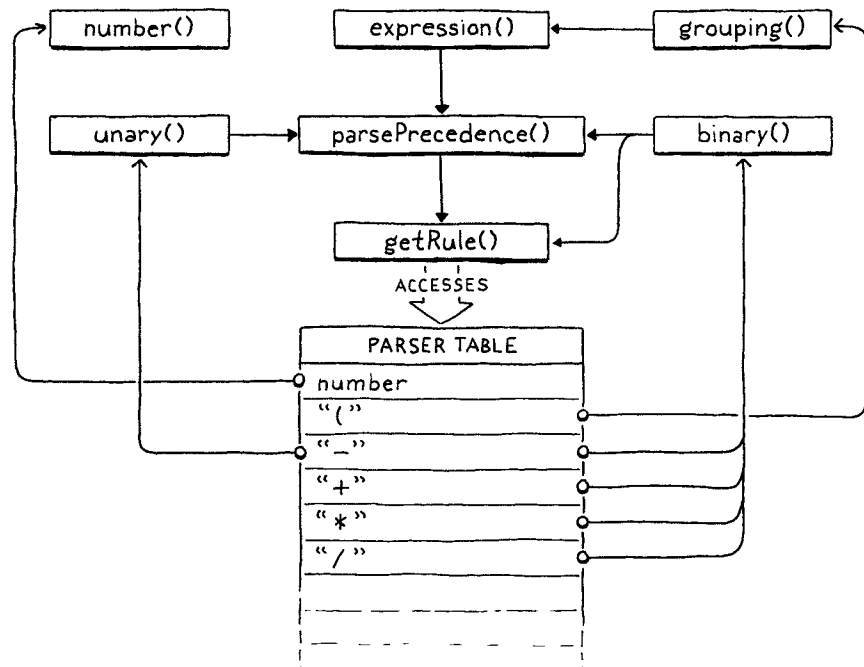 number()
expression()
grouping()
unary()
parsePrecedence()
binary()
getRule()
ACCESSES
PARSER TABLE
number
“(”
“-”
“+”
“*”
“/”